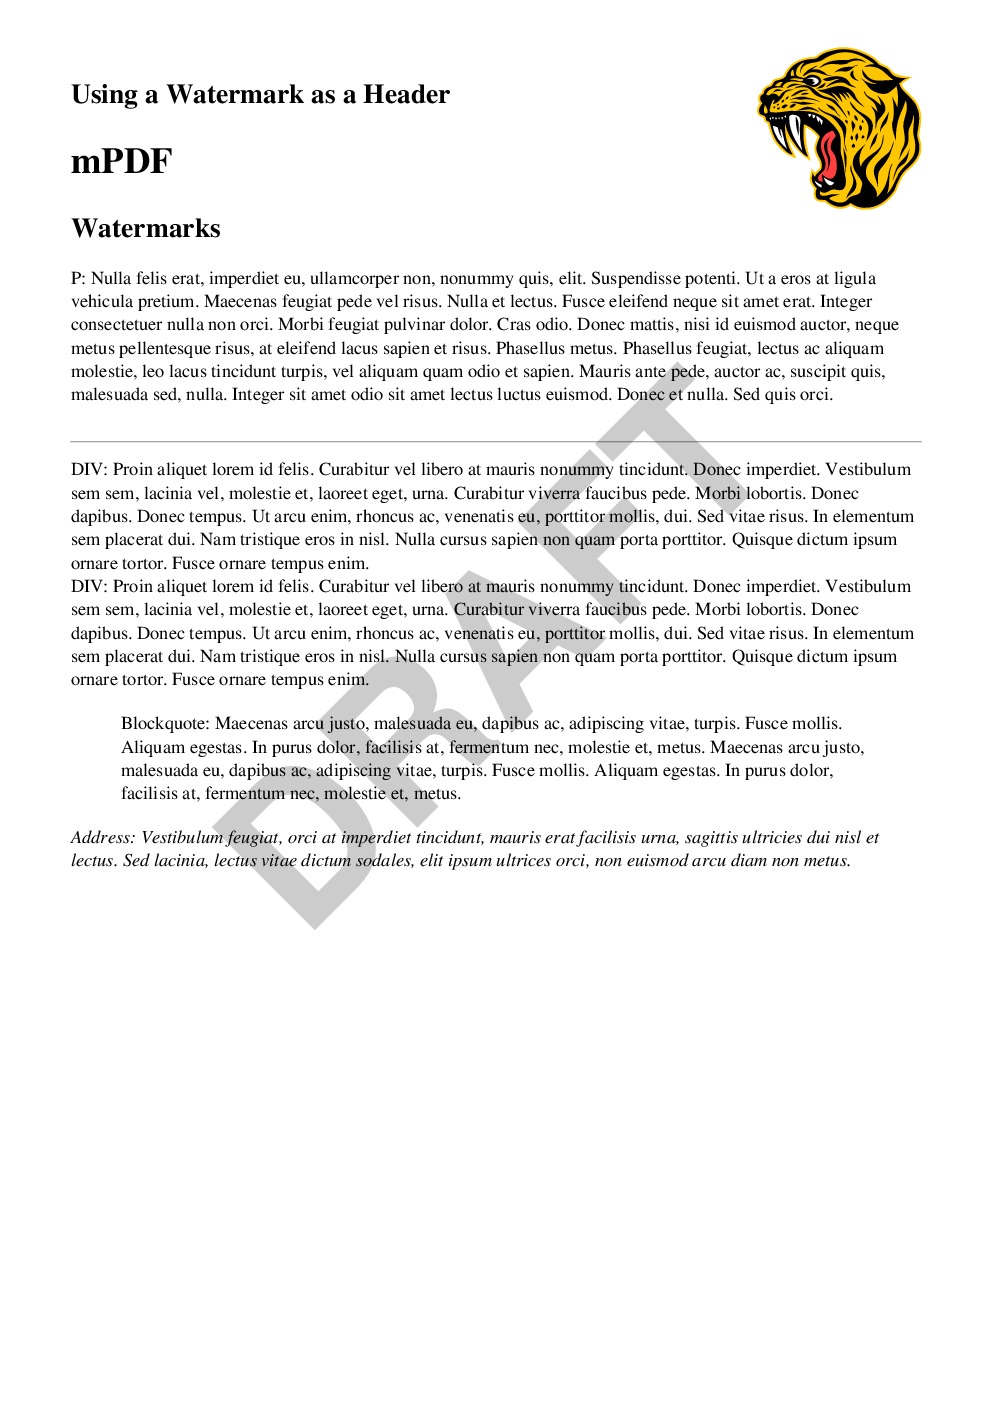 Using a Watermark as a Header
mPDF
Watermarks
P: Nulla felis erat, imperdiet eu, ullamcorper non, nonummy quis, elit. Suspendisse potenti. Ut a eros at ligula
vehicula pretium. Maecenas feugiat pede vel risus. Nulla et lectus. Fusce eleifend neque sit amet erat. Integer
consectetuer nulla non orci. Morbi feugiat pulvinar dolor. Cras odio. Donec mattis, nisi id euismod auctor, neque
metus pellentesque risus, at eleifend lacus sapien et risus. Phasellus metus. Phasellus feugiat, lectus ac aliquam
molestie, leo lacus tincidunt turpis, vel aliquam quam odio et sapien. Mauris ante pede, auctor ac, suscipit quis,
malesuada sed, nulla. Integer sit amet odio sit amet lectus luctus euismod. Donec et nulla. Sed quis orci.
DIV: Proin aliquet lorem id felis. Curabitur vel libero at mauris nonummy tincidunt. Donec imperdiet. Vestibulum
sem sem, lacinia vel, molestie et, laoreet eget, urna. Curabitur viverra faucibus pede. Morbi lobortis. Donec
dapibus. Donec tempus. Ut arcu enim, rhoncus ac, venenatis eu, porttitor mollis, dui. Sed vitae risus. In elementum
sem placerat dui. Nam tristique eros in nisl. Nulla cursus sapien non quam porta porttitor. Quisque dictum ipsum
ornare tortor. Fusce ornare tempus enim.
DIV: Proin aliquet lorem id felis. Curabitur vel libero at mauris nonummy tincidunt. Donec imperdiet. Vestibulum
sem sem, lacinia vel, molestie et, laoreet eget, urna. Curabitur viverra faucibus pede. Morbi lobortis. Donec
dapibus. Donec tempus. Ut arcu enim, rhoncus ac, venenatis eu, porttitor mollis, dui. Sed vitae risus. In elementum
sem placerat dui. Nam tristique eros in nisl. Nulla cursus sapien non quam porta porttitor. Quisque dictum ipsum
ornare tortor. Fusce ornare tempus enim.
Blockquote: Maecenas arcu justo, malesuada eu, dapibus ac, adipiscing vitae, turpis. Fusce mollis.
Aliquam egestas. In purus dolor, facilisis at, fermentum nec, molestie et, metus. Maecenas arcu justo,
malesuada eu, dapibus ac, adipiscing vitae, turpis. Fusce mollis. Aliquam egestas. In purus dolor,
facilisis at, fermentum nec, molestie et, metus.
Address: Vestibulum feugiat, orci at imperdiet tincidunt, mauris erat facilisis urna, sagittis ultricies dui nisl et
lectus. Sed lacinia, lectus vitae dictum sodales, elit ipsum ultrices orci, non euismod arcu diam non metus.
DRAFT